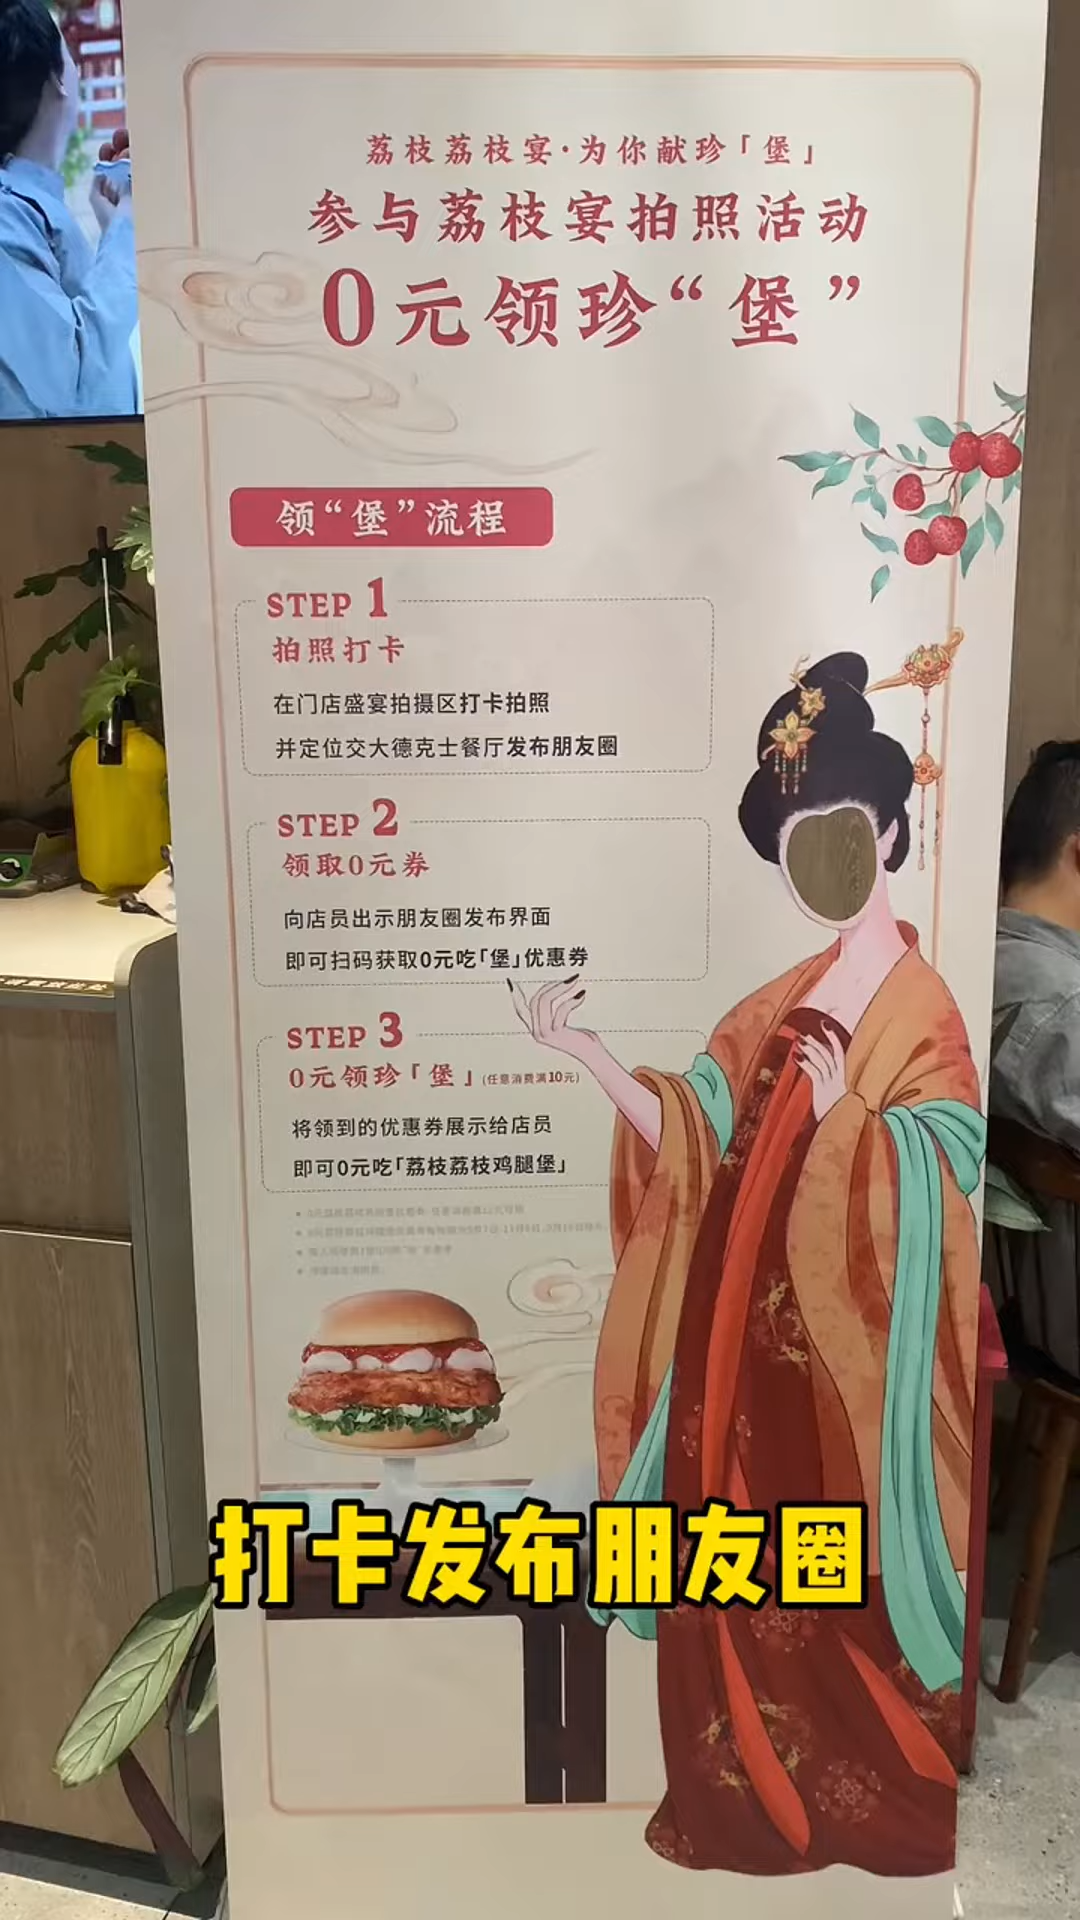 荔枝荔枝宴·为你献珍「堡」
参与荔枝宴拍照活动
0元领珍“堡”
领“堡”流程
STEP 1
拍照打卡
在门店盛宴拍摄区打卡拍照
并定位交大德克士餐厅发布朋友圈
STEP 2
领取0元券
向店员出示朋友圈发布界面
即可扫码获取0元吃「堡」优惠券
STEP 3
0元领珍「堡」(任意消费满10元)
将领到的优惠券展示给店员
即可0元吃「荔枝荔枝鸡腿堡」
打卡发布朋友圈